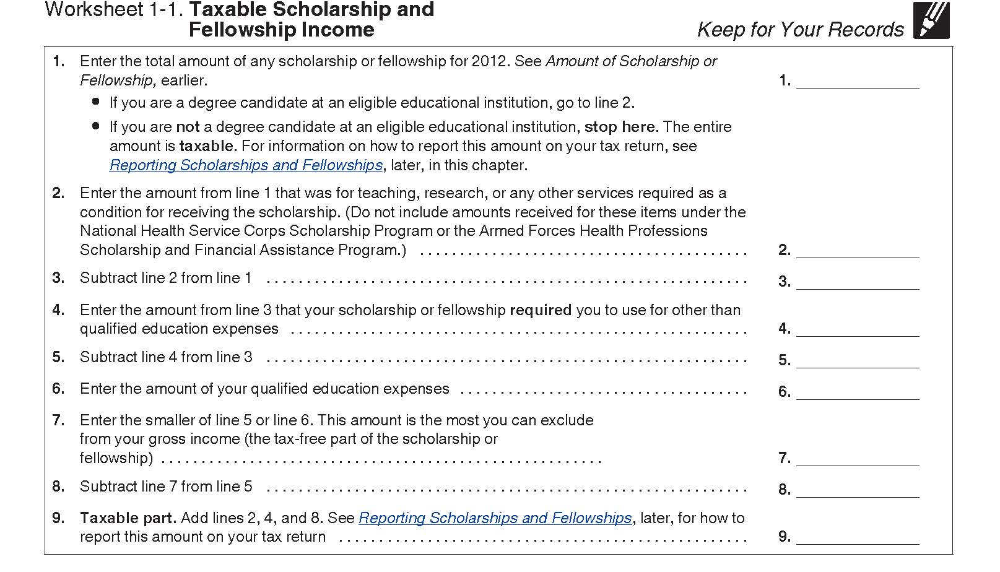 Worksheet 1-1. Taxable Scholarship and
Fellowship Income
Keep for Your Records
1. Enter the total amount of any scholarship or fellowship for 2012. See Amount of Scholarship or
Fellowship, earlier. 1.
• If you are a degree candidate at an eligible educational institution, go to line 2.
• If you are not a degree candidate at an eligible educational institution, stop here. The entire
amount is taxable. For information on how to report this amount on your tax return, see
Reporting Scholarships and Fellowships, later, in this chapter.
2. Enter the amount from line 1 that was for teaching, research, or any other services required as a
condition for receiving the scholarship. (Do not include amounts received for these items under the
National Health Service Corps Scholarship Program or the Armed Forces Health Professions
Scholarship and Financial Assistance Program.) 2.
3. Subtract line 2 from line 1 3.
4. Enter the amount from line 3 that your scholarship or fellowship required you to use for other than
qualified education expenses 4.
5. Subtract line 4 from line 3 5.
6. Enter the amount of your qualified education expenses 6.
7. Enter the smaller of line 5 or line 6. This amount is the most you can exclude
from your gross income (the tax-free part of the scholarship or
fellowship) 7.
8. Subtract line 7 from line 5 8.
9. Taxable part. Add lines 2, 4, and 8. See Reporting Scholarships and Fellowships, later, for how to
report this amount on your tax return 9.